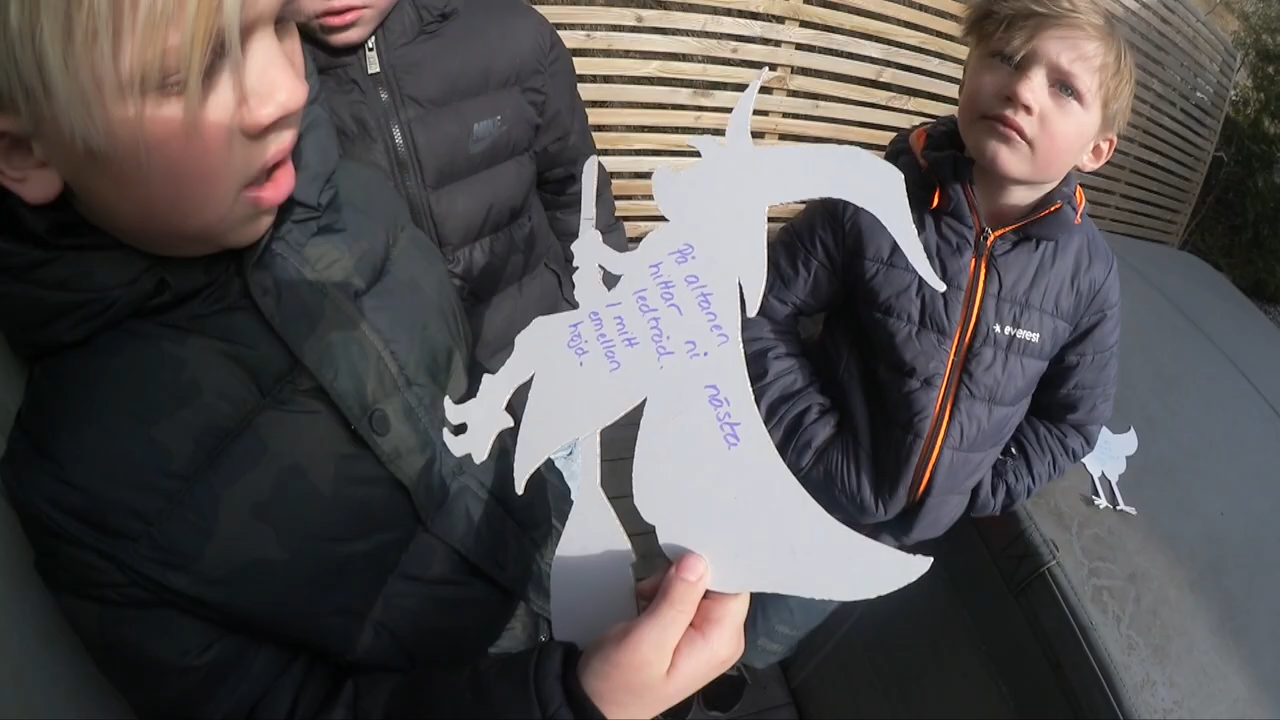 På altanen
hittar ni nästa
ledtråd.
I mitt
emellan
höjd.
NIKE
everest